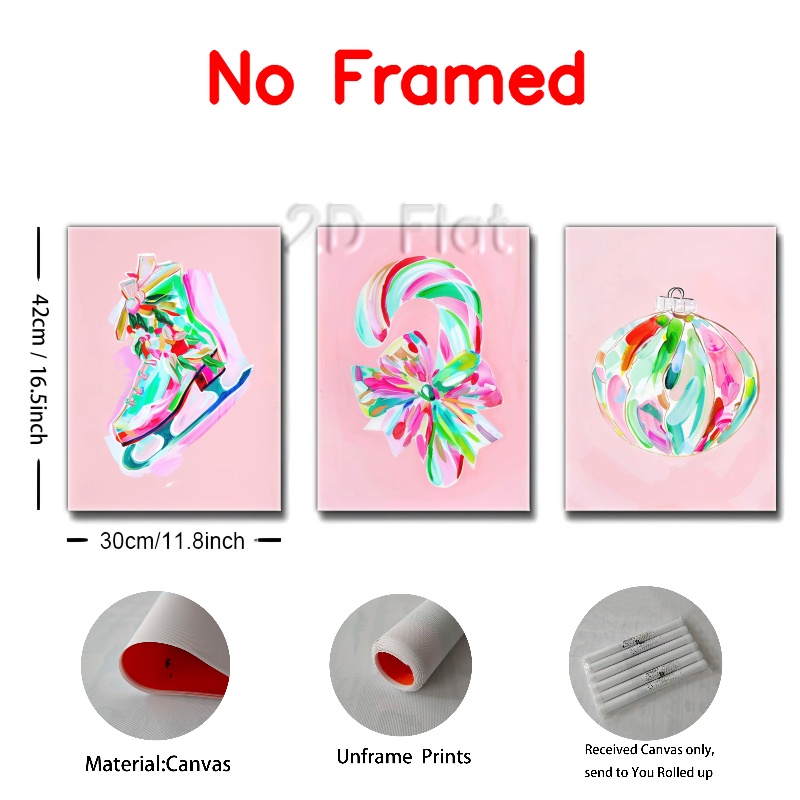 No Framed
2D Flat
42cm / 16.5inch
30cm/11.8inch
Material:Canvas
Unframe Prints
Received Canvas only,
send to You Rolled up